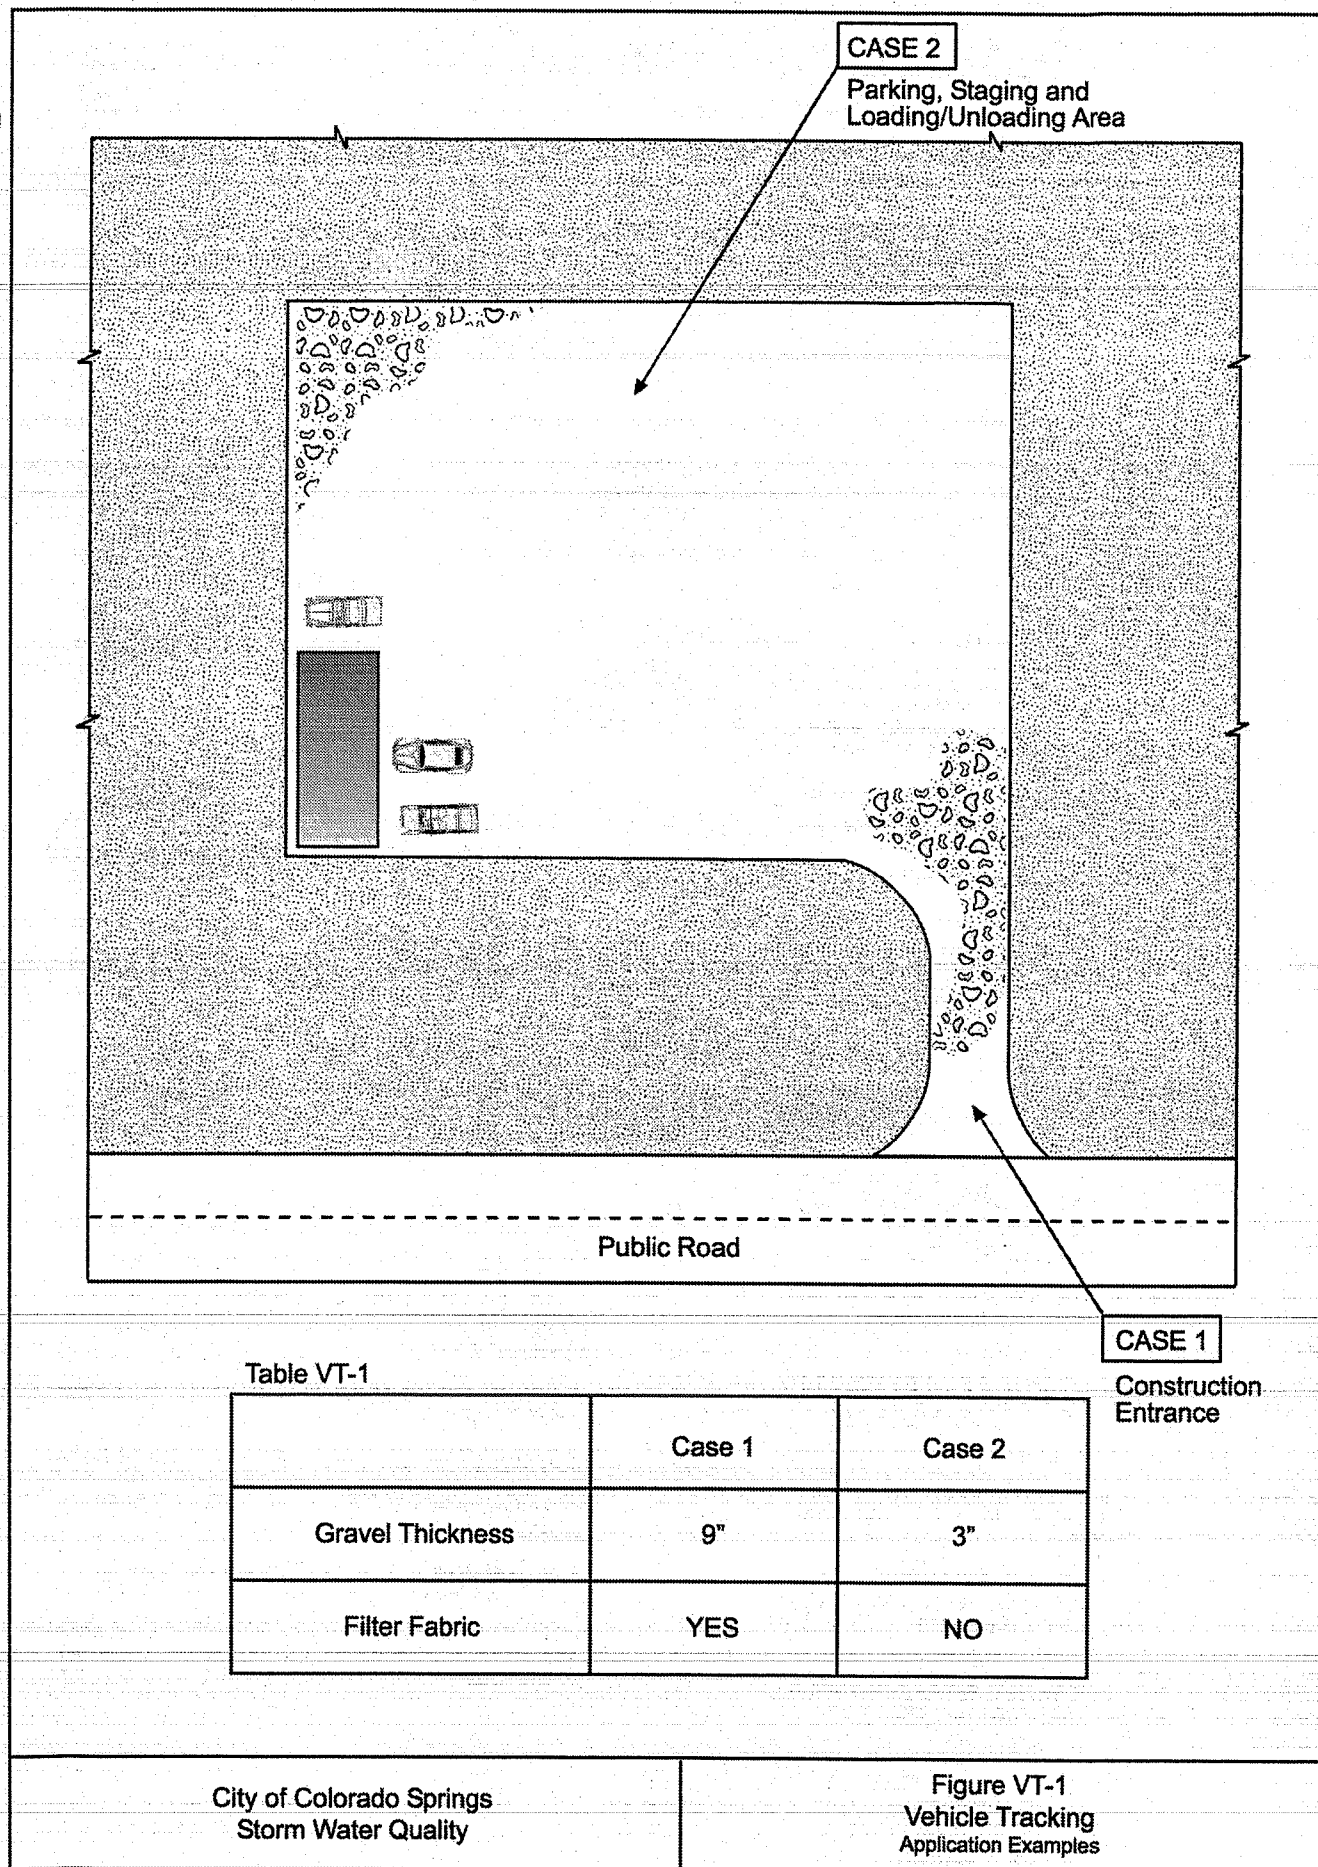 CASE 2
Parking, Staging and
Loading/Unloading Area
Public Road
CASE 1
Construction
Entrance
Table VT-1
Case 1 Case 2
Gravel Thickness 9" 3"
Filter Fabric YES NO
City of Colorado Springs
Storm Water Quality
Figure VT-1
Vehicle Tracking
Application Examples